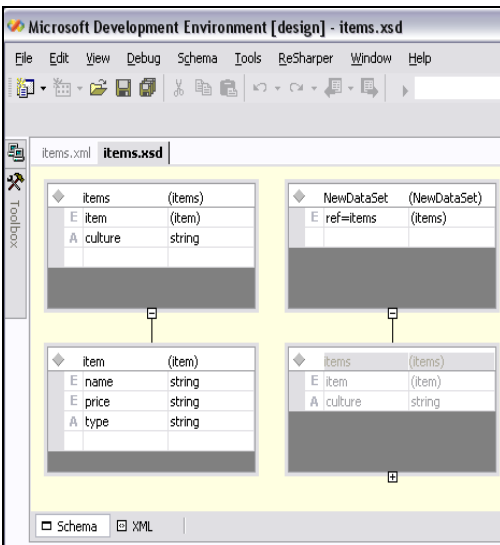 Microsoft Development Environment [design] - items.xsd
File Edit View Debug Schema Tools ReSharper Window Help
items.xml items.xsd
Toolbox
items (items)
E item (item)
A culture string
NewDataSet (NewDataSet)
E ref=items (items)
item (item)
E name string
E price string
A type string
items (items)
E item (item)
A culture string
Schema XML